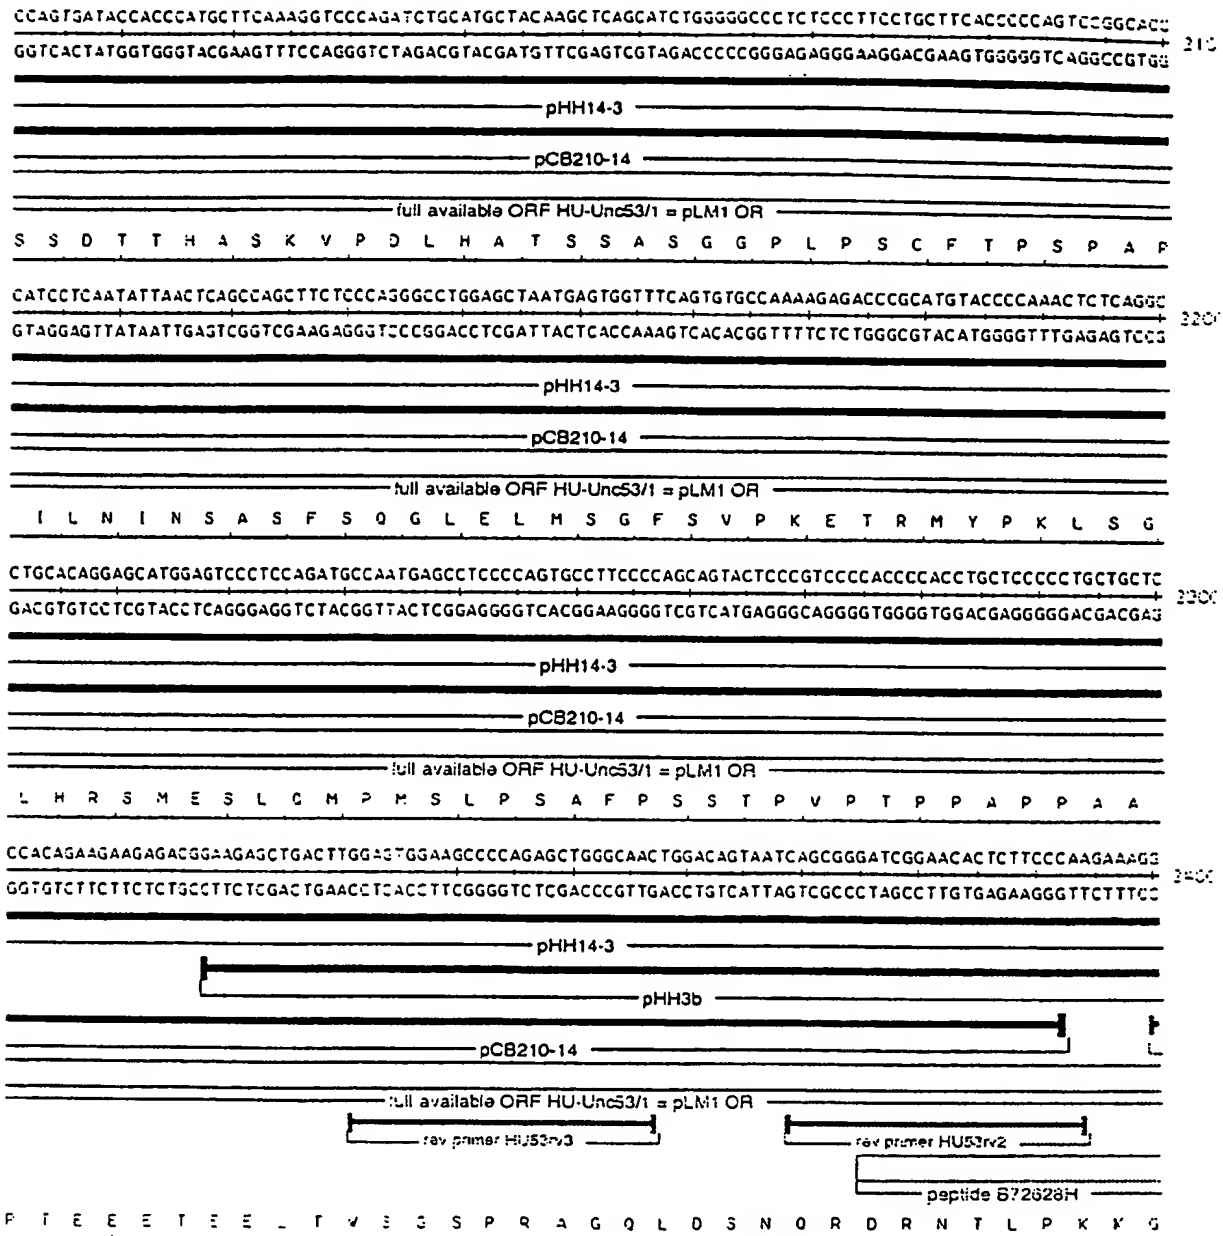 CCAGTGATACCACCCATGCTTCAAAGGTCCCAGATCTGCATGCTACAAGCTCAGCATCTGGGGGCCCTCTCCCTTCCTGCTTCACCCCCAGTCCGGCACC
GGTCACTATGGTGGGTACGAAGTTTCCAGGGTCTAGACGTACGATGTTCGAGTCGTAGACCCCCGGGAGAGGGAAGGACGAAGTGGGGGTCAGGCCGTGG
pHH14-3
pCB210-14
full available ORF HU-Unc53/1 = pLM1 OR
S S D T T H A S K V P D L H A T S S A S G G P L P S C F T P S P A P
CATCCTCAATATTAACTCAGCCAGCTTCTCCCAGGGCCTGGAGCTAATGAGTGGTTTCAGTGTGCCAAAAGAGACCCGCATGTACCCCAAACTCTCAGGC
GTAGGAGTTATAATTGAGTCGGTCGAAGAGGGTCCCGGACCTCGATTACTCACCAAAGTCACACGGTTTTCTCTGGGCGTACATGGGGTTTGAGAGTCCG
2200
pHH14-3
pCB210-14
full available ORF HU-Unc53/1 = pLM1 OR
I L N I N S A S F S Q G L E L M S G F S V P K E T R M Y P K L S G
CTGCACAGGAGCATGGAGTCCCTCCAGATGCCAATGAGCCTCCCCAGTGCCTTCCCCAGCAGTACTCCCGTCCCCACCCCACCTGCTCCCCCTGCTGCTC
GACGTGTCCTCGTACCTCAGGGAGGTCTACGGTTACTCGGAGGGGTCACGGAAGGGGTCGTCATGAGGGCAGGGGTGGGGTGGACGAGGGGGACGACGAG
2300
pHH14-3
pCB210-14
full available ORF HU-Unc53/1 = pLM1 OR
L H R S M E S L Q M P M S L P S A F P S S T P V P T P P A P P A A
CCACAGAAGAAGAGACGGAAGAGCTGACTTGGAGTGGAAGCCCCAGAGCTGGGCAACTGGACAGTAATCAGCGGGATCGGAACACTCTTCCCAAGAAAGG
GGTGTCTTCTTCTCTGCCTTCTCGACTGAACCTCACCTTCGGGGTCTCGACCCGTTGACCTGTCATTAGTCGCCCTAGCCTTGTGAGAAGGGTTCTTTCC
2400
pHH14-3
pHH3b
pCB210-14
full available ORF HU-Unc53/1 = pLM1 OR
rev primer HU53rv3
rev primer HU53rv2
peptide B72628H
P T E E E T E E L T W S G S P R A G Q L D S N Q R D R N T L P K K G